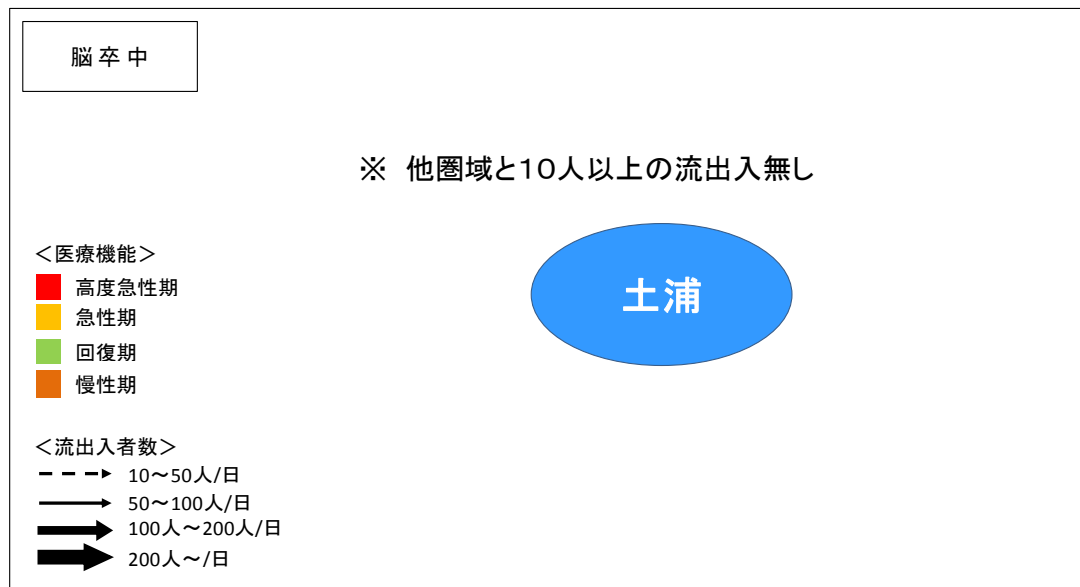 脳卒中
※ 他圏域と10人以上の流出入無し
土浦
＜医療機能＞
高度急性期
急性期
回復期
慢性期
＜流出入者数＞
10～50人/日
50～100人/日
100人～200人/日
200人～/日